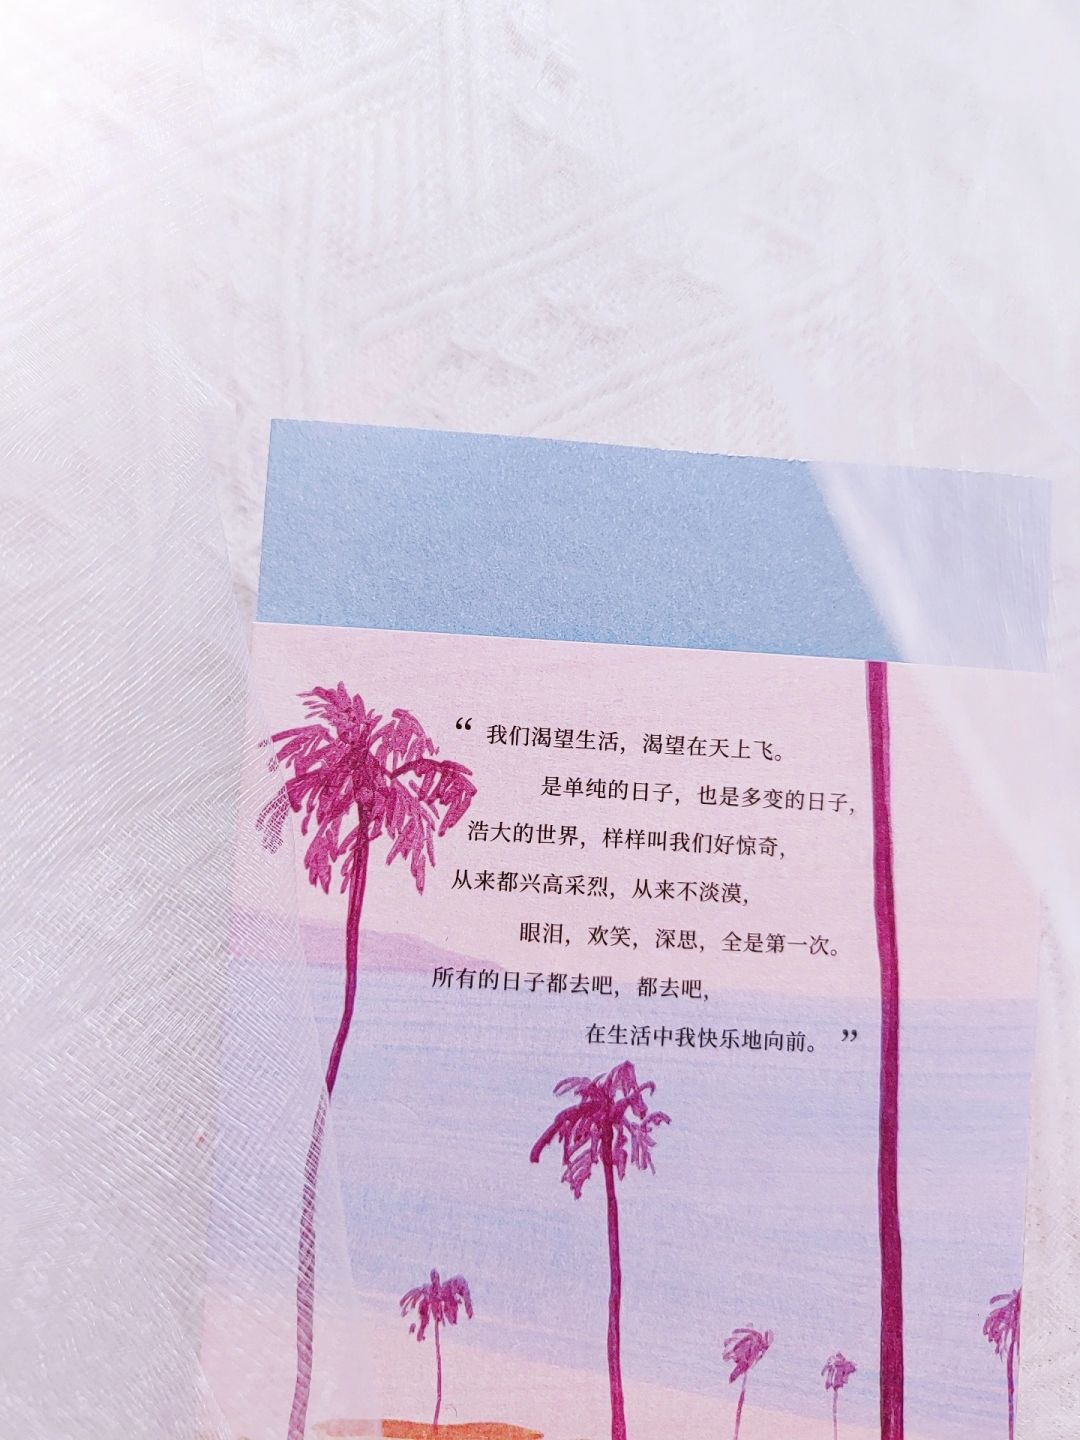 “ 我们渴望生活，渴望在天上飞。
是单纯的日子，也是多变的日子，
浩大的世界，样样叫我们好惊奇，
从来都兴高采烈，从来不淡漠，
眼泪，欢笑，深思，全是第一次。
所有的日子都去吧，都去吧，
在生活中我快乐地向前。 ”